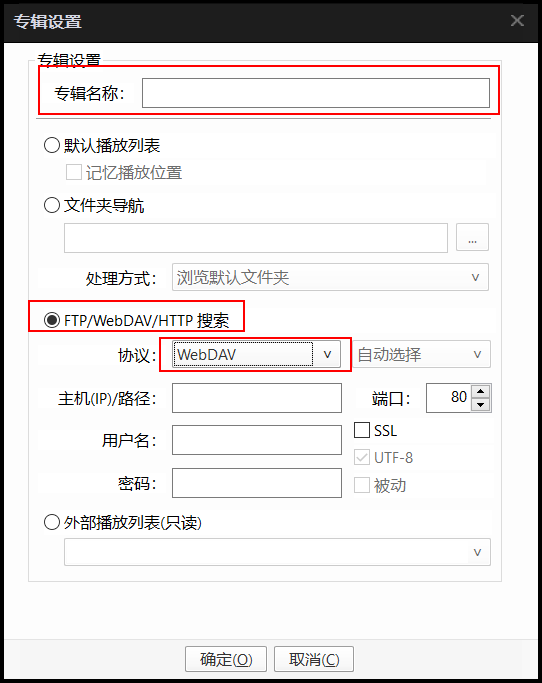 专辑设置
专辑设置
专辑名称：
默认播放列表
记忆播放位置
文件夹导航
...
处理方式： 浏览默认文件夹
FTP/WebDAV/HTTP 搜索
协议： WebDAV 自动选择
主机(IP)/路径： 端口： 80
用户名： SSL
UTF-8
密码： 被动
外部播放列表(只读)
确定(O) 取消(C)